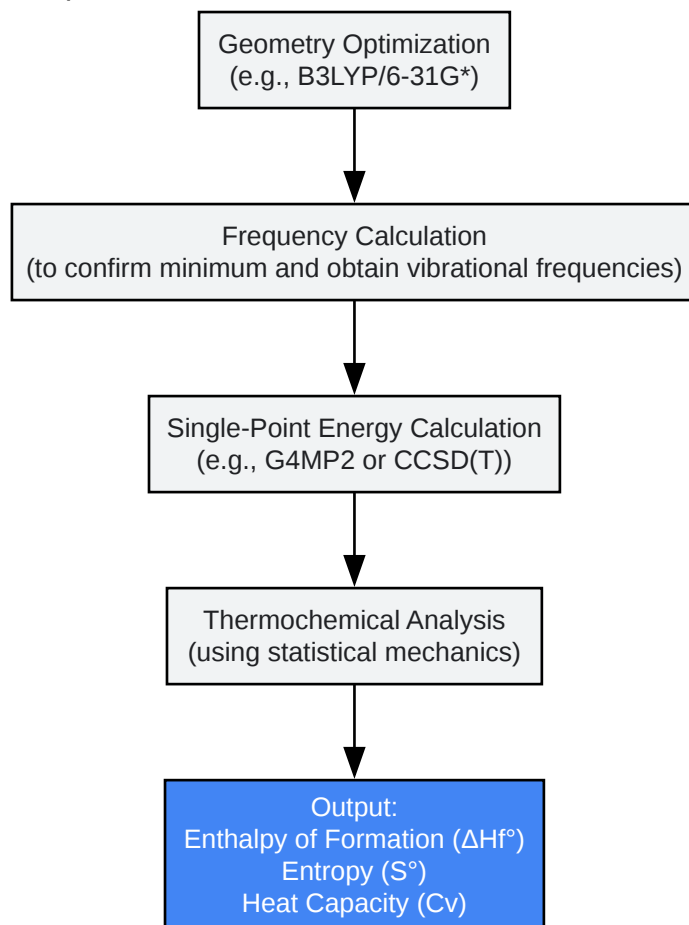 Geometry Optimization
(e.g., B3LYP/6-31G*)
Frequency Calculation
(to confirm minimum and obtain vibrational frequencies)
Single-Point Energy Calculation
(e.g., G4MP2 or CCSD(T))
Thermochemical Analysis
(using statistical mechanics)
Output:
Enthalpy of Formation (ΔHf°)
Entropy (S°)
Heat Capacity (Cv)